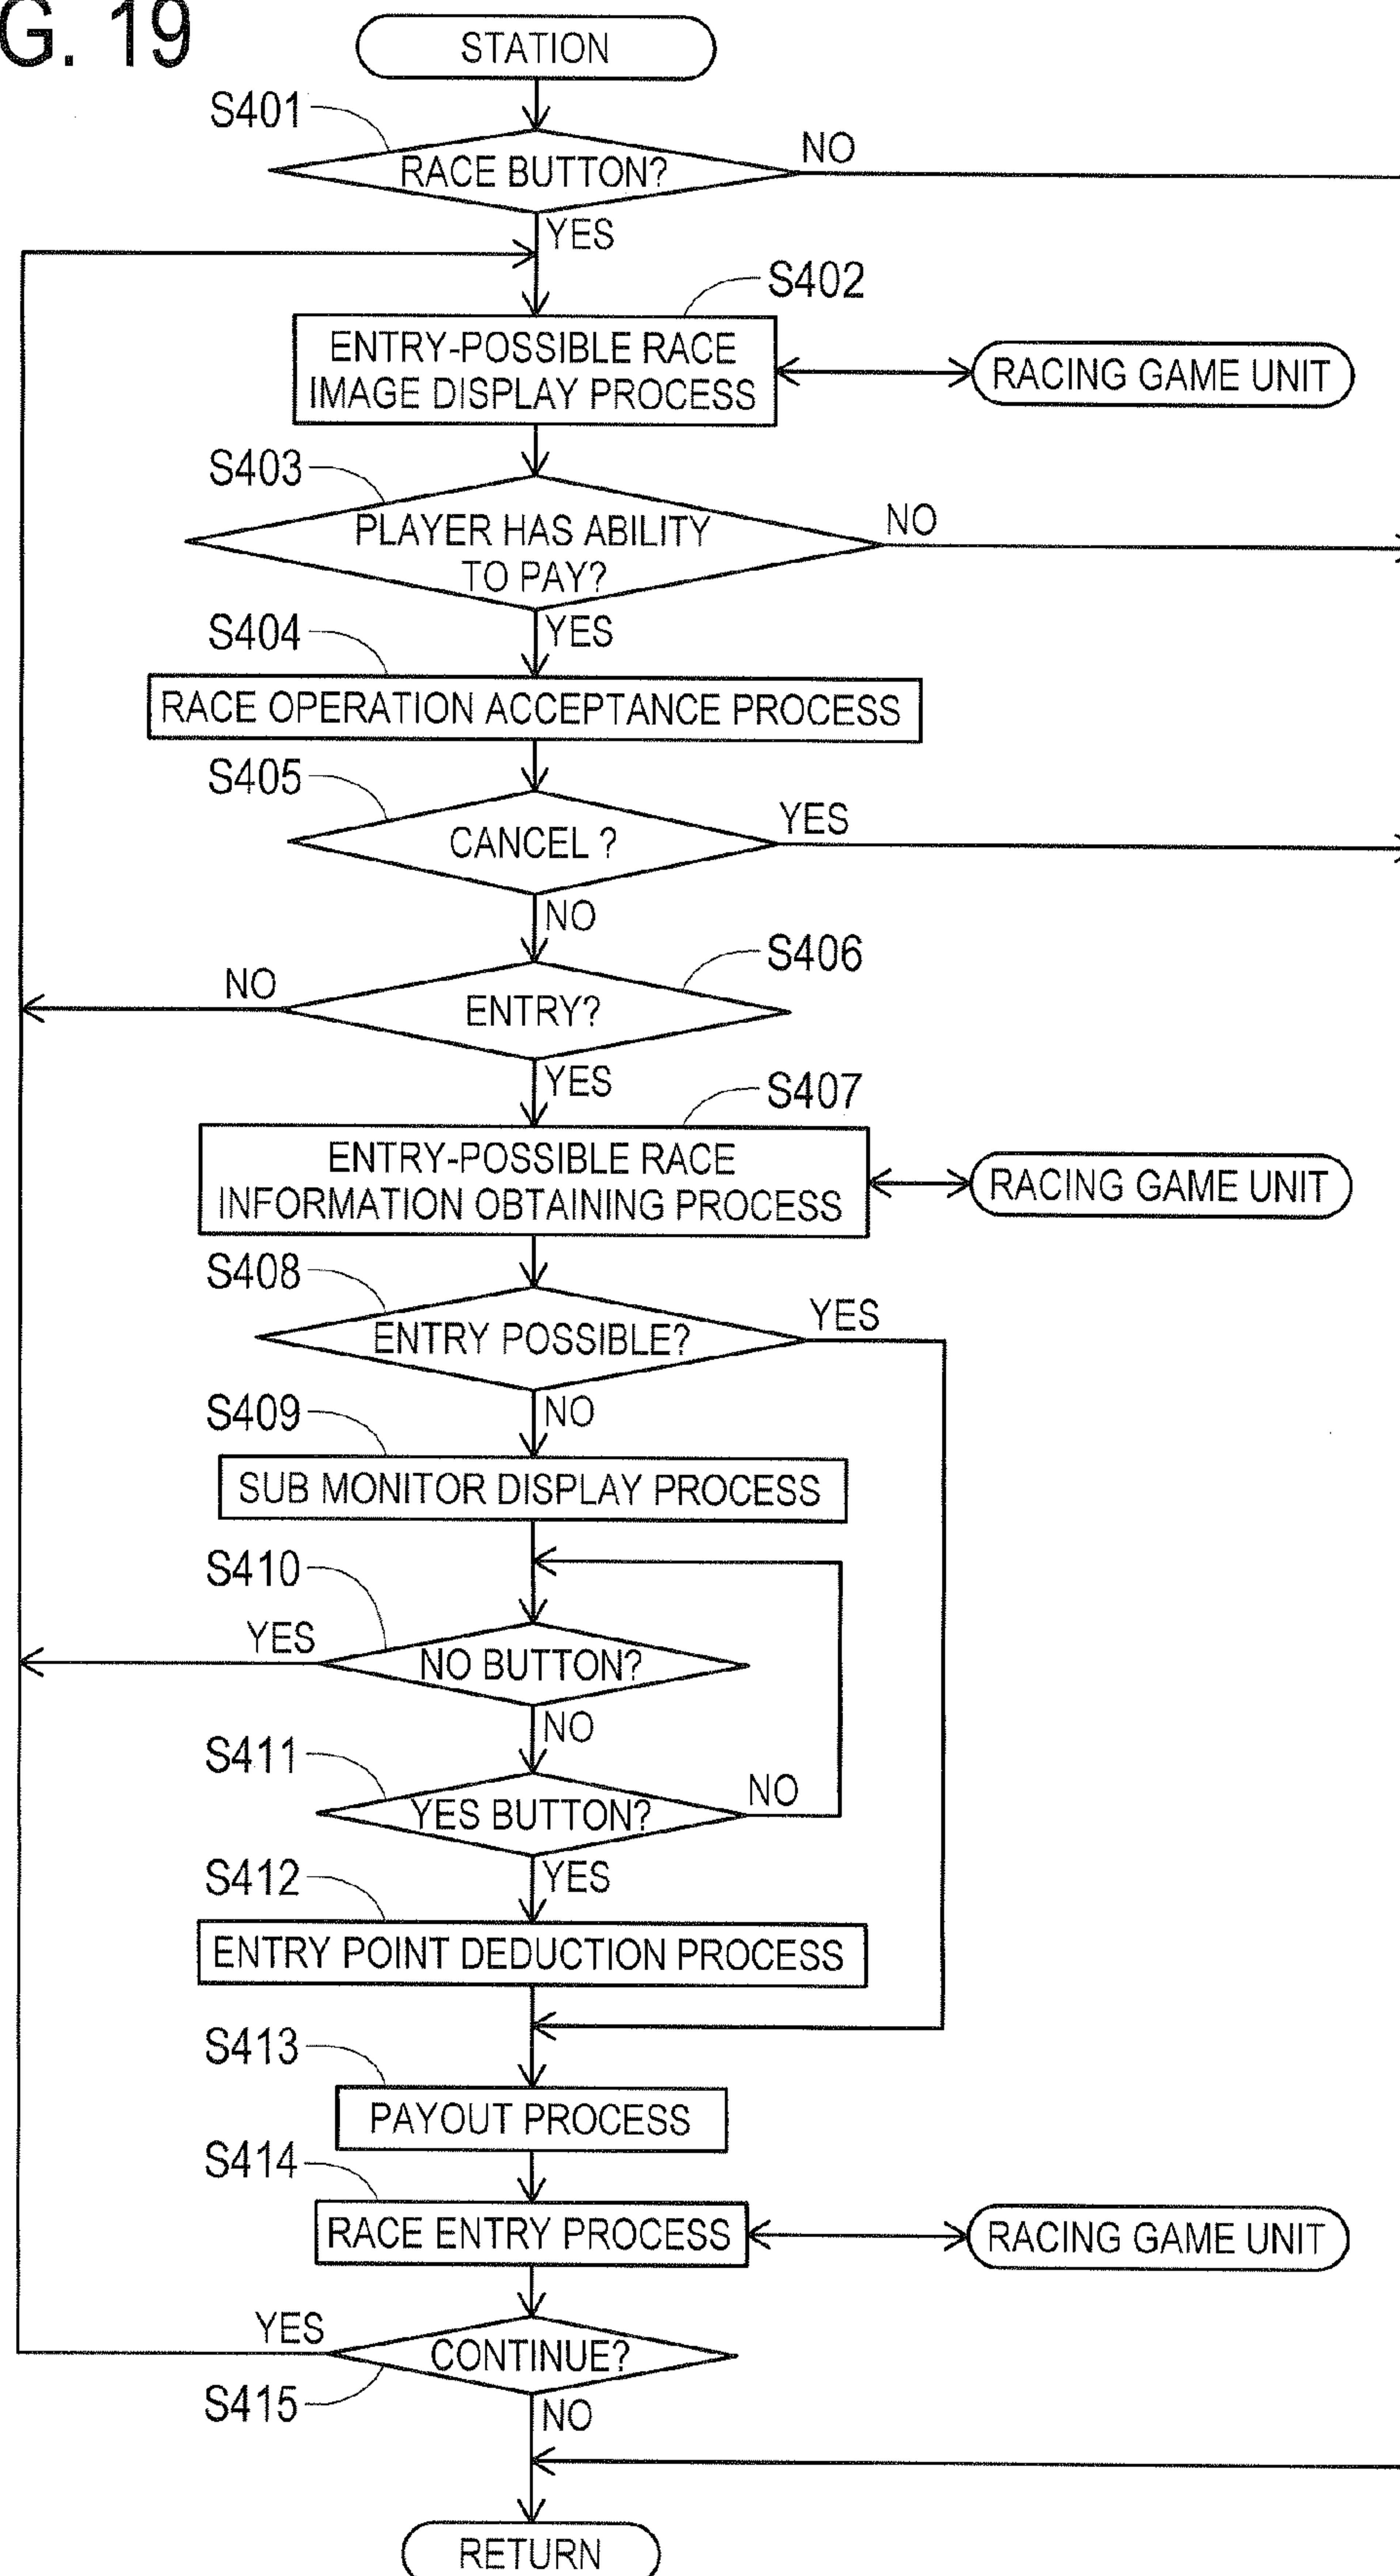 G. 19
STATION
S401
RACE BUTTON?
NO
YES
S402
ENTRY-POSSIBLE RACE
IMAGE DISPLAY PROCESS
RACING GAME UNIT
S403
PLAYER HAS ABILITY
TO PAY?
NO
YES
S404
RACE OPERATION ACCEPTANCE PROCESS
S405
CANCEL ?
YES
NO
S406
ENTRY?
NO
YES
S407
ENTRY-POSSIBLE RACE
INFORMATION OBTAINING PROCESS
RACING GAME UNIT
S408
ENTRY POSSIBLE?
YES
NO
S409
SUB MONITOR DISPLAY PROCESS
S410
YES
NO BUTTON?
NO
S411
YES BUTTON?
NO
YES
S412
ENTRY POINT DEDUCTION PROCESS
S413
PAYOUT PROCESS
S414
RACE ENTRY PROCESS
RACING GAME UNIT
YES
CONTINUE?
S415
NO
RETURN